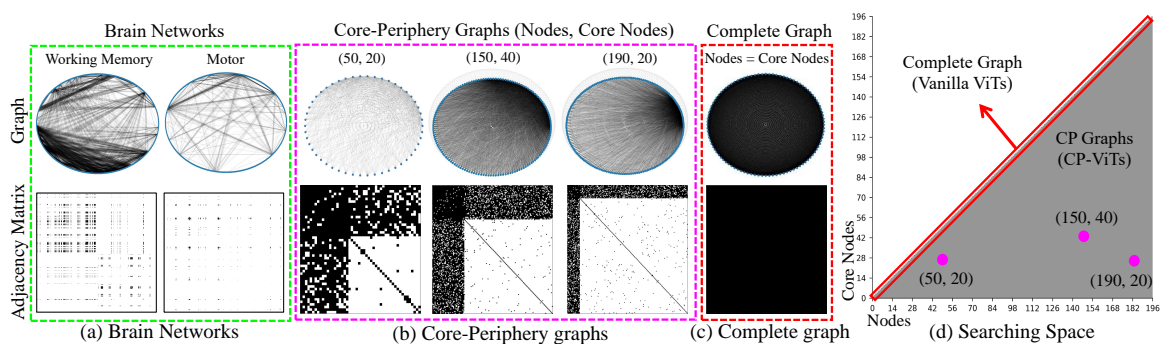 Brain Networks
Working Memory
Motor
Graph
Adjacency Matrix
(a) Brain Networks
Core-Periphery Graphs (Nodes, Core Nodes)
(50, 20)
(150, 40)
(190, 20)
(b) Core-Periphery graphs
Complete Graph
Nodes = Core Nodes
(c) Complete graph
196
182
168
154
140
126
112
98
84
70
56
42
28
14
0
Core Nodes
Complete Graph
(Vanilla ViTs)
CP Graphs
(CP-ViTs)
(150, 40)
(50, 20)
(190, 20)
0 14 28 42 56 70 84 98 112 126 140 154 168 182 196
Nodes
(d) Searching Space